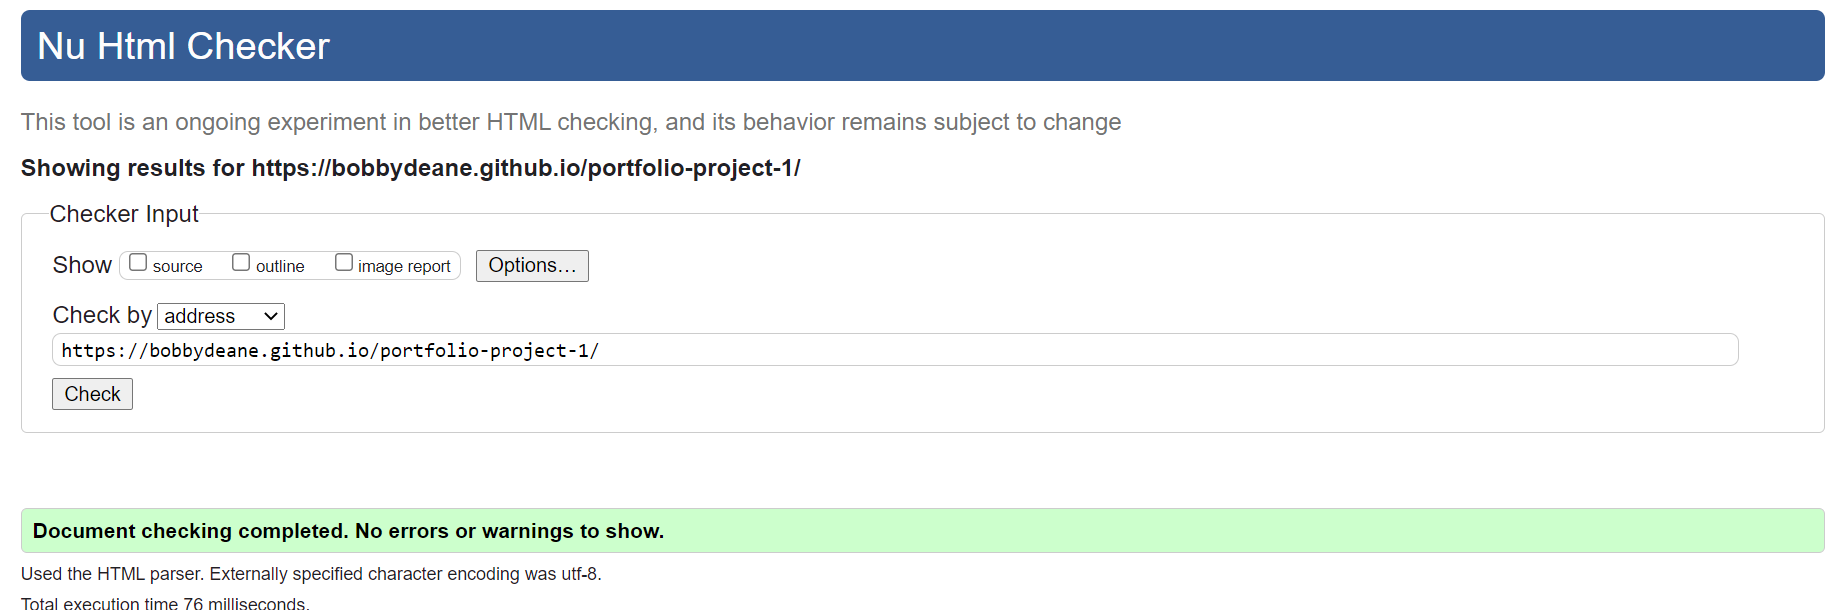 Nu Html Checker
This tool is an ongoing experiment in better HTML checking, and its behavior remains subject to change
Showing results for https://bobbydeane.github.io/portfolio-project-1/
Checker Input
Show source outline image report Options...
Check by address
https://bobbydeane.github.io/portfolio-project-1/
Check
Document checking completed. No errors or warnings to show.
Used the HTML parser. Externally specified character encoding was utf-8.
Total execution time 76 milliseconds.